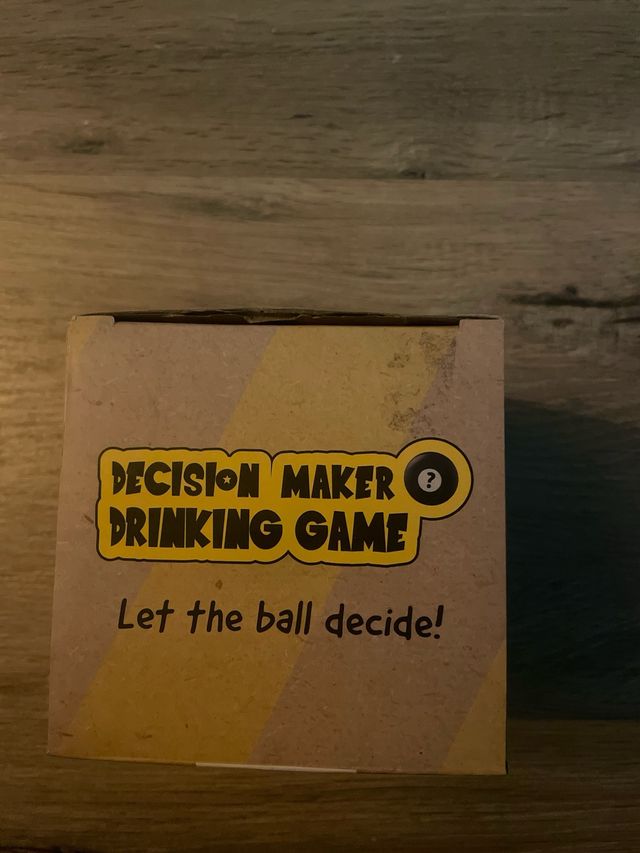 DECISION MAKER ?
DRINKING GAME
Let the ball decide!